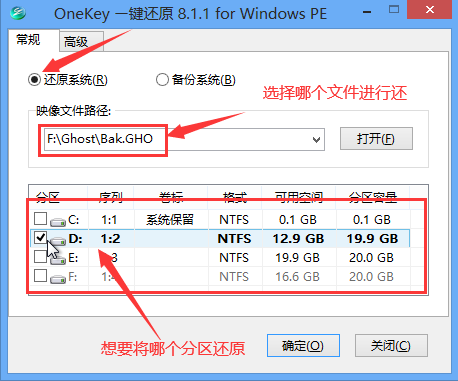 OneKey 一键还原 8.1.1 for Windows PE
常规 高级
还原系统(R) 备份系统(B)
选择哪个文件进行还
映像文件路径:
F:\Ghost\Bak.GHO 打开(F)
分区 序列 卷标 格式 可用空间 分区容量
C: 1:1 系统保留 NTFS 0.1 GB 0.1 GB
D: 1:2 NTFS 12.9 GB 19.9 GB
E: 3 NTFS 19.9 GB 20.0 GB
F: 1: NTFS 16.6 GB 20.0 GB
想要将哪个分区还原
确定(O) 关闭(C)